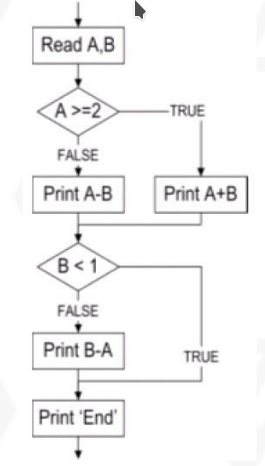 Read A,B
A >=2
TRUE
FALSE
Print A-B
Print A+B
B < 1
FALSE
Print B-A
TRUE
Print ‘End’